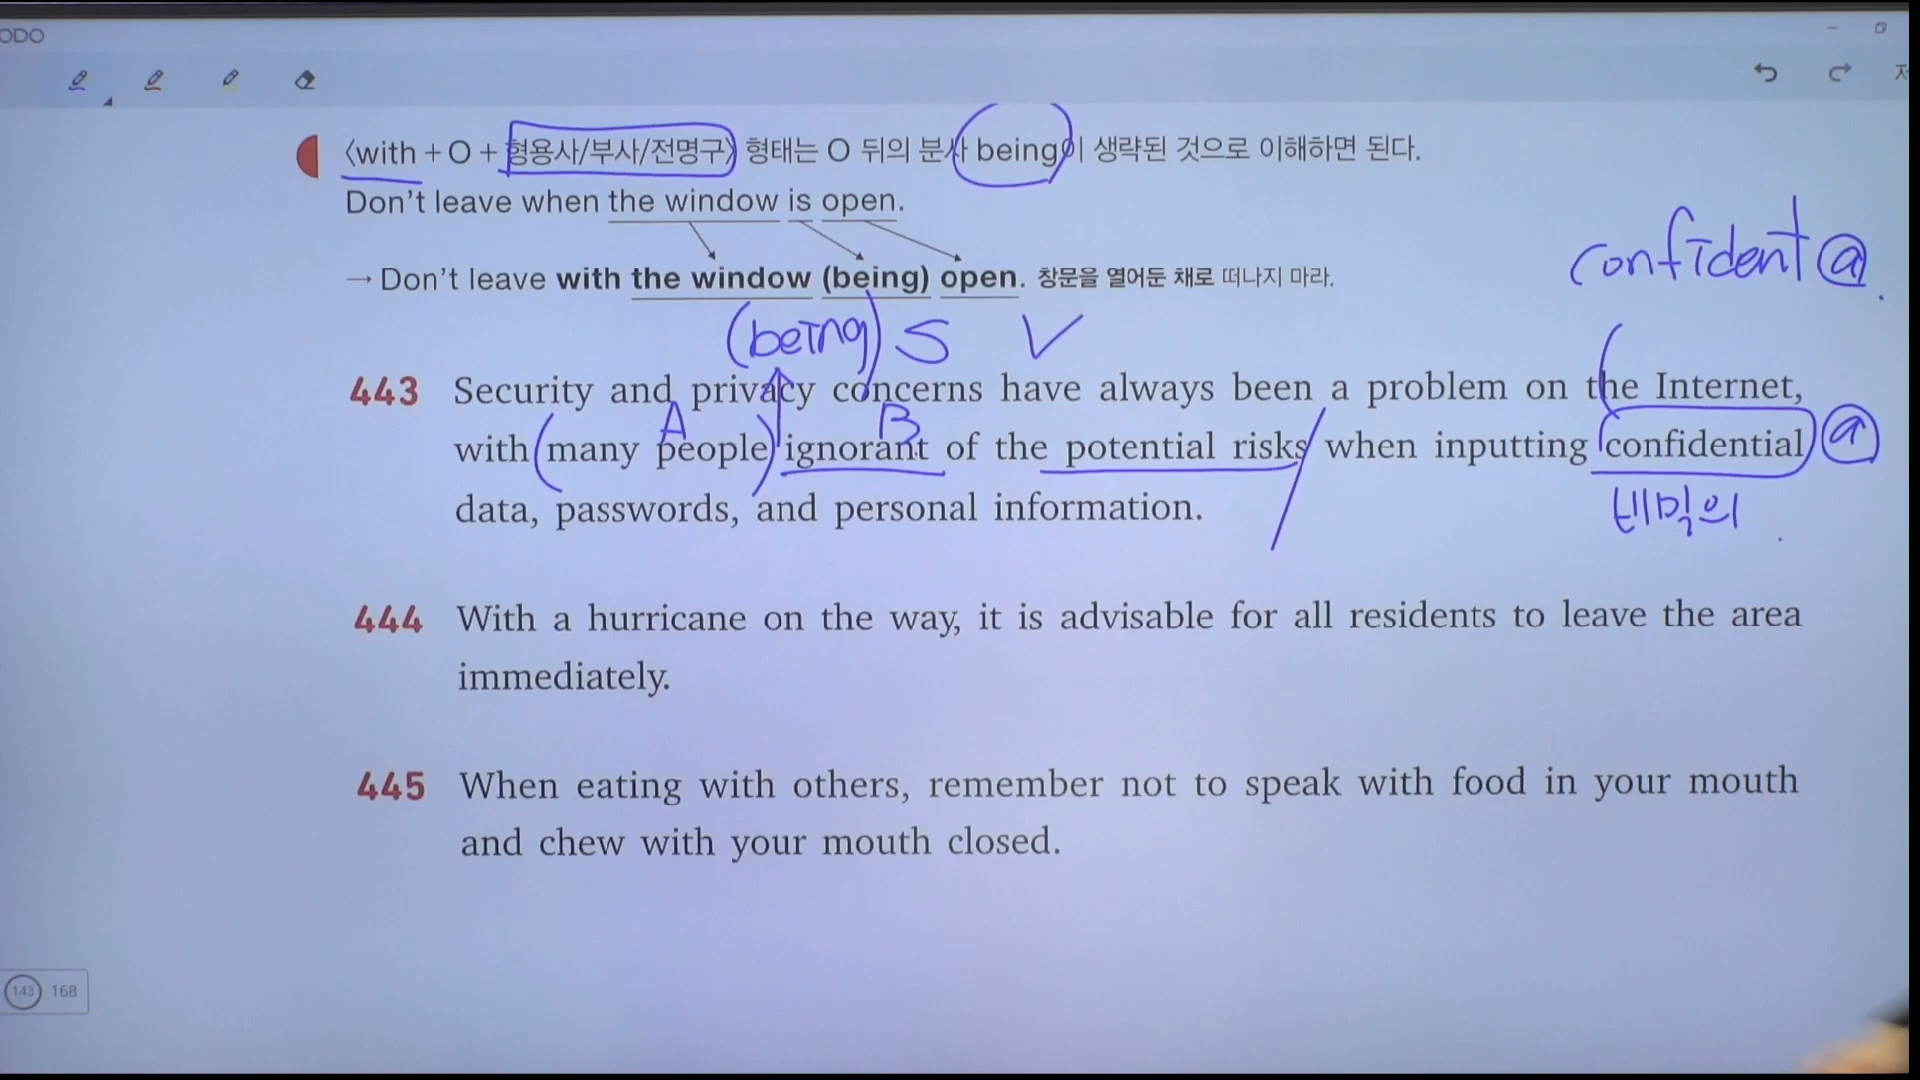 ODO
〈with + O + 형용사/부사/전명구〉 형태는 O 뒤의 분사 being이 생략된 것으로 이해하면 된다.
Don't leave when the window is open.
confident ⓐ
→ Don't leave with the window (being) open. 창문을 열어둔 채로 떠나지 마라.
(being) S V
443 Security and privacy concerns have always been a problem on the Internet,
A B
with many people ignorant of the potential risks when inputting confidential ⓐ
data, passwords, and personal information.
444 With a hurricane on the way, it is advisable for all residents to leave the area
immediately.
445 When eating with others, remember not to speak with food in your mouth
and chew with your mouth closed.
143 168